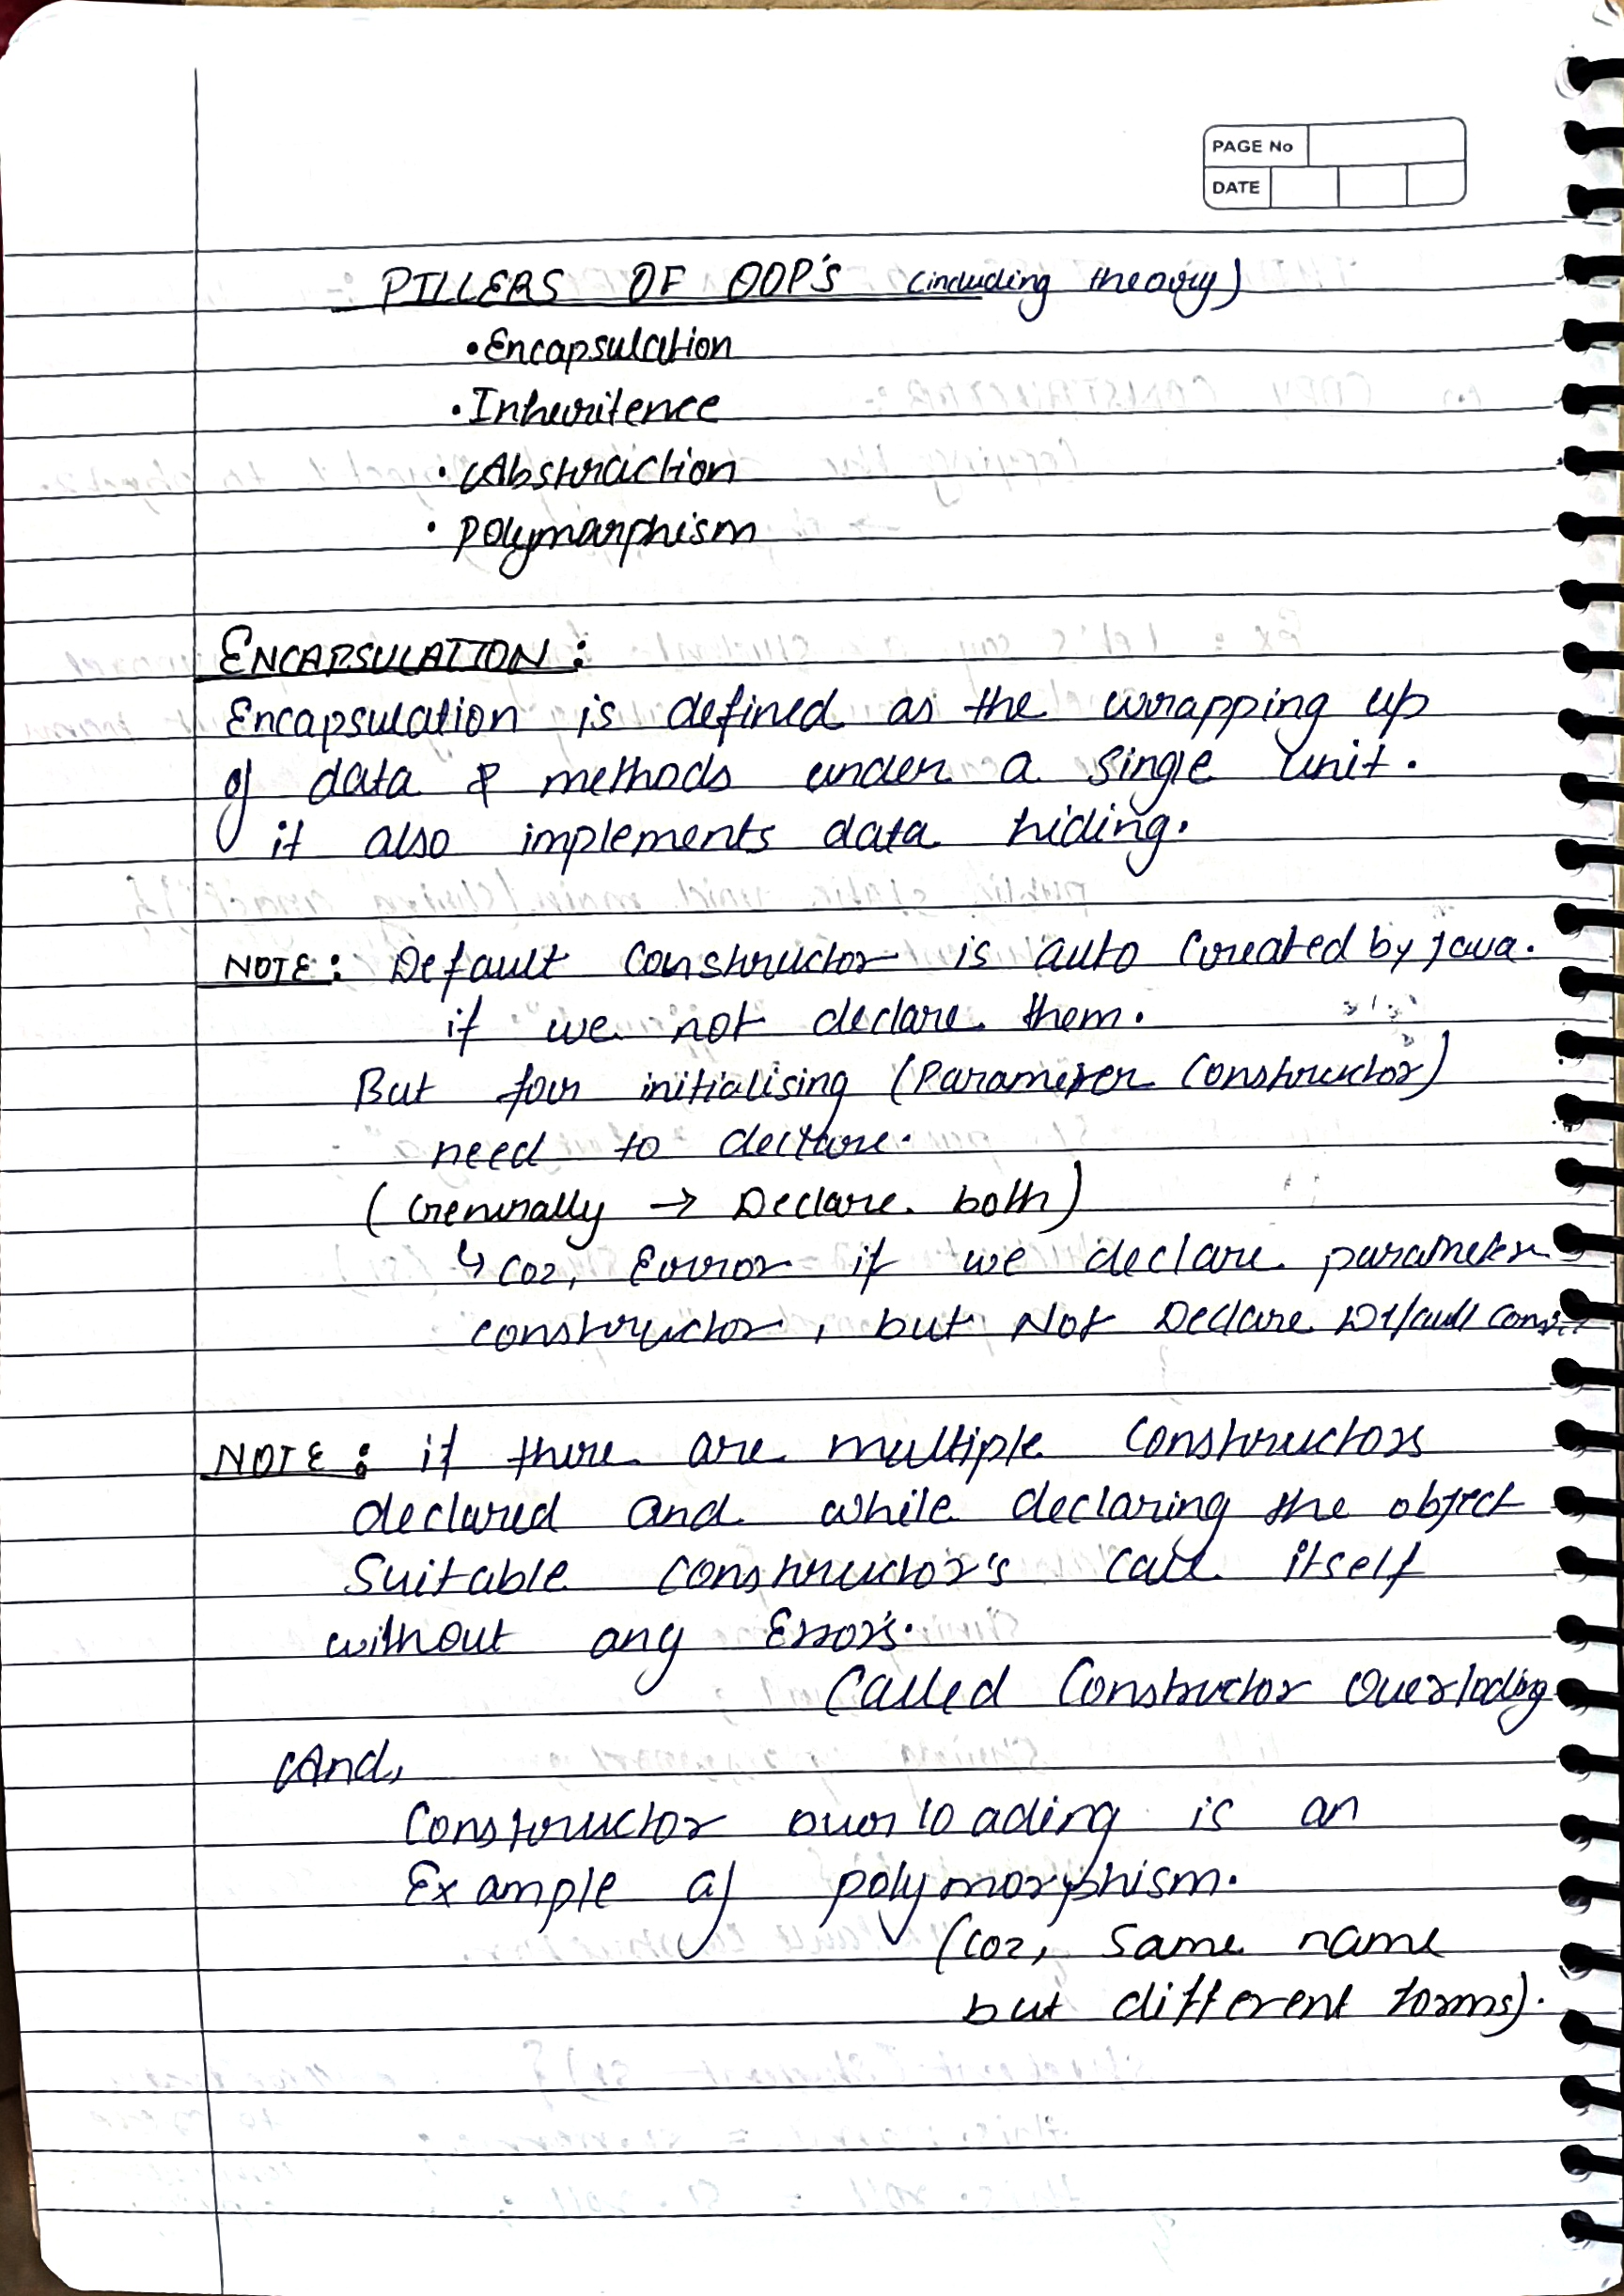 PAGE No
DATE
PILLERS OF OOP'S (including theory)
• Encapsulation
• Inheritence
• Abstraction
• Polymorphism
ENCAPSULATION :
Encapsulation is defined as the wrapping up
of data & methods under a single unit.
it also implements data hiding.
NOTE : Default constructor is auto created by java.
if we not declare them.
But for initialising (Parameter Constructor)
need to declare.
(Generally → Declare both)
↳ Coz, Error if we declare parameter
constructor, but Not Declare Default
NOTE : if there are multiple constructors
declared and while declaring the object
Suitable constructor's call itself
without any Errors.
Called Constructor Overloding
And,
Constructor overloading is an
Example of polymorphism.
(Coz, Same name
but different forms).